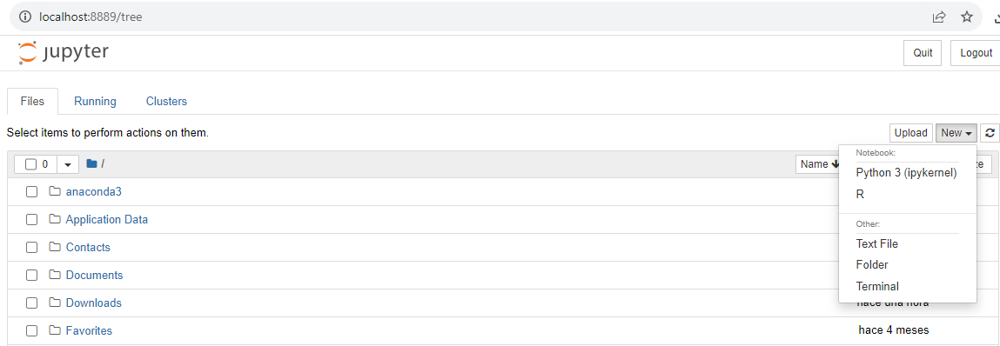 localhost:8889/tree
jupyter
Quit
Logout
Files
Running
Clusters
Select items to perform actions on them.
Upload
New
0
/
Name
Notebook:
Python 3 (ipykernel)
R
Other:
Text File
Folder
Terminal
anaconda3
Application Data
Contacts
Documents
Downloads
hace una hora
Favorites
hace 4 meses